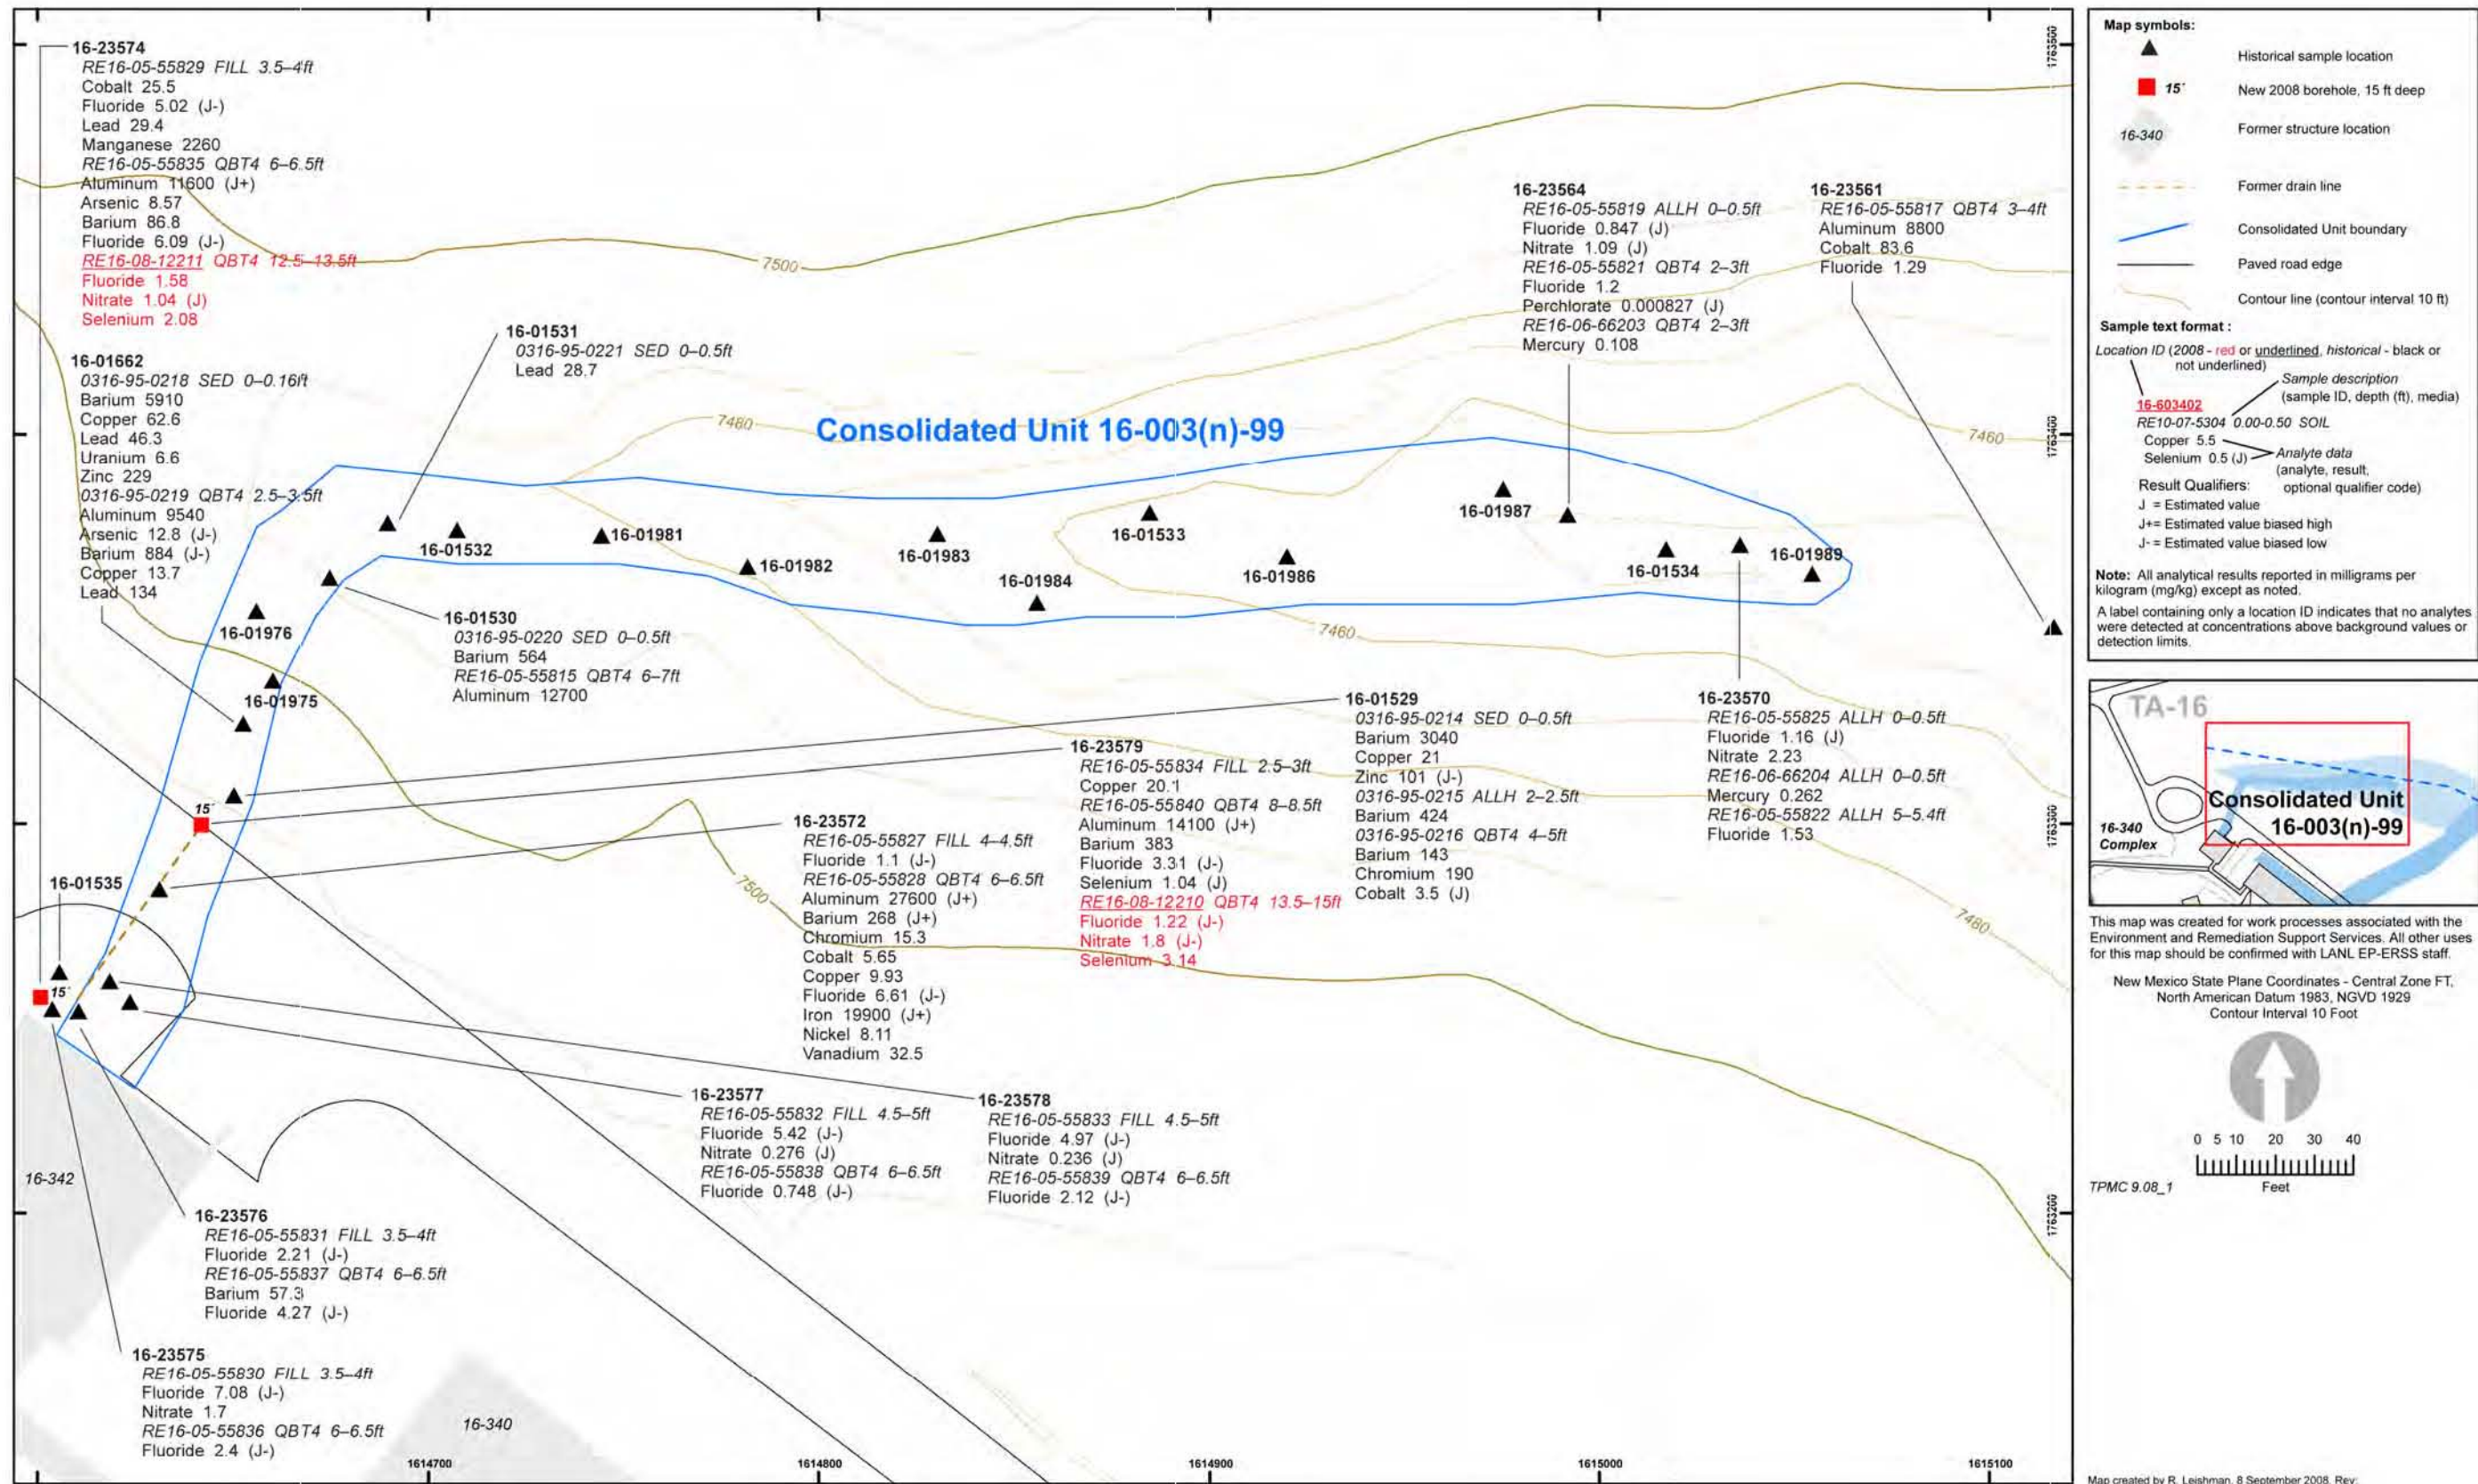 16-23574
RE16-05-55829 FILL 3.5–4ft
Cobalt 25.5
Fluoride 5.02 (J-)
Lead 29.4
Manganese 2260
RE16-05-55835 QBT4 6–6.5ft
Aluminum 11600 (J+)
Arsenic 8.57
Barium 86.8
Fluoride 6.09 (J-)
RE16-08-12211 QBT4 12.5–13.5ft
Fluoride 1.58
Nitrate 1.04 (J)
Selenium 2.08
16-01662
0316-95-0218 SED 0–0.16ft
Barium 5910
Copper 62.6
Lead 46.3
Uranium 6.6
Zinc 229
0316-95-0219 QBT4 2.5–3.5ft
Aluminum 9540
Arsenic 12.8 (J-)
Barium 884 (J-)
Copper 13.7
Lead 134
16-01531
0316-95-0221 SED 0–0.5ft
Lead 28.7
16-23564
RE16-05-55819 ALLH 0–0.5ft
Fluoride 0.847 (J)
Nitrate 1.09 (J)
RE16-05-55821 QBT4 2–3ft
Fluoride 1.2
Perchlorate 0.000827 (J)
RE16-06-66203 QBT4 2–3ft
Mercury 0.108
16-23561
RE16-05-55817 QBT4 3–4ft
Aluminum 8800
Cobalt 83.6
Fluoride 1.29
7500
7480
7460
Consolidated Unit 16-003(n)-99
16-01532
16-01981
16-01982
16-01983
16-01984
16-01533
16-01986
16-01987
16-01534
16-01989
16-01976
16-01975
7460
16-01530
0316-95-0220 SED 0–0.5ft
Barium 564
RE16-05-55815 QBT4 6–7ft
Aluminum 12700
16-01529
0316-95-0214 SED 0–0.5ft
Barium 3040
Copper 21
Zinc 101 (J-)
0316-95-0215 ALLH 2–2.5ft
Barium 424
0316-95-0216 QBT4 4–5ft
Barium 143
Chromium 190
Cobalt 3.5 (J)
16-23570
RE16-05-55825 ALLH 0–0.5ft
Fluoride 1.16 (J)
Nitrate 2.23
RE16-06-66204 ALLH 0–0.5ft
Mercury 0.262
RE16-05-55822 ALLH 5–5.4ft
Fluoride 1.53
16-23579
RE16-05-55834 FILL 2.5–3ft
Copper 20.1
RE16-05-55840 QBT4 8–8.5ft
Aluminum 14100 (J+)
Barium 383
Fluoride 3.31 (J-)
Selenium 1.04 (J)
RE16-08-12210 QBT4 13.5–15ft
Fluoride 1.22 (J-)
Nitrate 1.8 (J-)
Selenium 3.14
16-23572
RE16-05-55827 FILL 4–4.5ft
Fluoride 1.1 (J-)
RE16-05-55828 QBT4 6–6.5ft
Aluminum 27600 (J+)
Barium 268 (J+)
Chromium 15.3
Cobalt 5.65
Copper 9.93
Fluoride 6.61 (J-)
Iron 19900 (J+)
Nickel 8.11
Vanadium 32.5
7500
7480
15'
16-01535
15'
16-23577
RE16-05-55832 FILL 4.5–5ft
Fluoride 5.42 (J-)
Nitrate 0.276 (J)
RE16-05-55838 QBT4 6–6.5ft
Fluoride 0.748 (J-)
16-23578
RE16-05-55833 FILL 4.5–5ft
Fluoride 4.97 (J-)
Nitrate 0.236 (J)
RE16-05-55839 QBT4 6–6.5ft
Fluoride 2.12 (J-)
16-342
16-23576
RE16-05-55831 FILL 3.5–4ft
Fluoride 2.21 (J-)
RE16-05-55837 QBT4 6–6.5ft
Barium 57.3
Fluoride 4.27 (J-)
16-23575
RE16-05-55830 FILL 3.5–4ft
Fluoride 7.08 (J-)
Nitrate 1.7
RE16-05-55836 QBT4 6–6.5ft
Fluoride 2.4 (J-)
16-340
1614700
1614800
1614900
1615000
1615100
1763500
1763400
1763300
1763200
Map symbols:
Historical sample location
15' New 2008 borehole, 15 ft deep
16-340 Former structure location
Former drain line
Consolidated Unit boundary
Paved road edge
Contour line (contour interval 10 ft)
Sample text format :
Location ID (2008 - red or underlined, historical - black or
not underlined)
Sample description
(sample ID, depth (ft), media)
16-603402
RE10-07-5304 0.00-0.50 SOIL
Copper 5.5
Selenium 0.5 (J)
Analyte data
(analyte, result,
optional qualifier code)
Result Qualifiers:
J = Estimated value
J+= Estimated value biased high
J- = Estimated value biased low
Note: All analytical results reported in milligrams per
kilogram (mg/kg) except as noted.
A label containing only a location ID indicates that no analytes
were detected at concentrations above background values or
detection limits.
TA-16
Consolidated Unit
16-003(n)-99
16-340
Complex
This map was created for work processes associated with the
Environment and Remediation Support Services. All other uses
for this map should be confirmed with LANL EP-ERSS staff.
New Mexico State Plane Coordinates - Central Zone FT,
North American Datum 1983, NGVD 1929
Contour Interval 10 Foot
0 5 10 20 30 40
Feet
TPMC 9.08_1
Map created by R. Leishman, 8 September 2008, Rev: